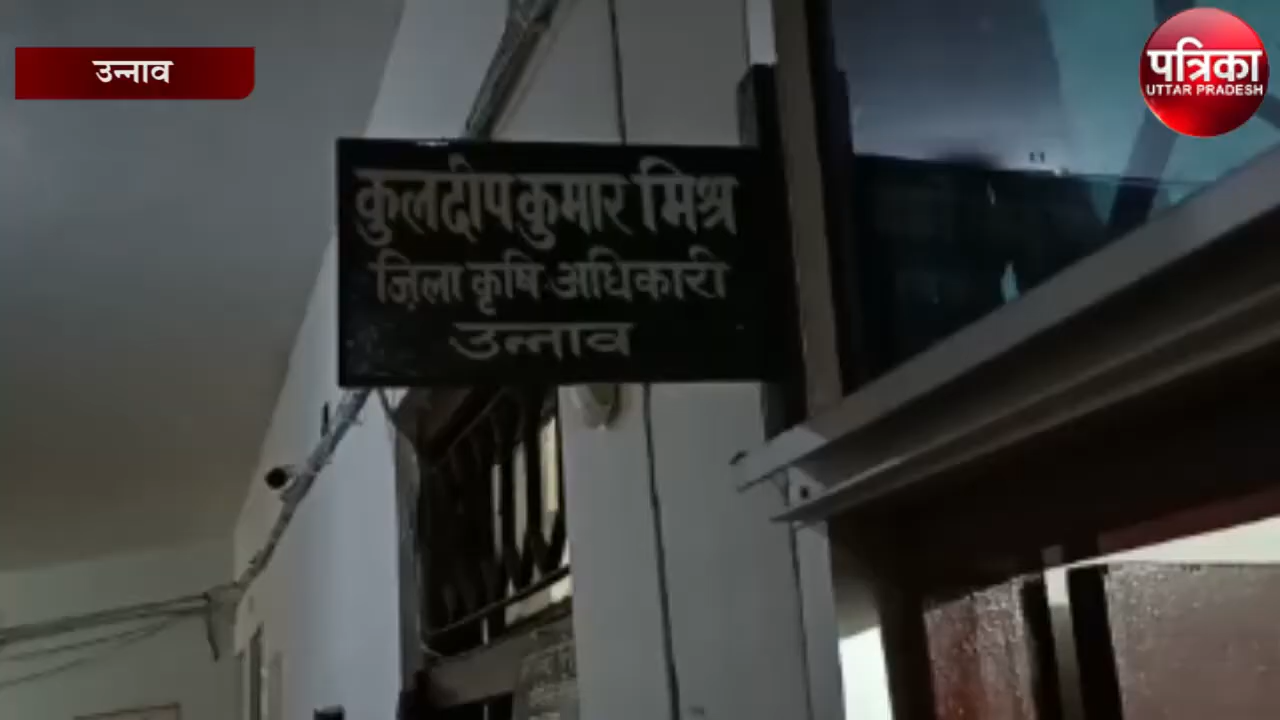 उन्नाव
पत्रिका
UTTAR PRADESH
कुलदीप कुमार मिश्र
ज़िला कृषि अधिकारी
उन्नाव